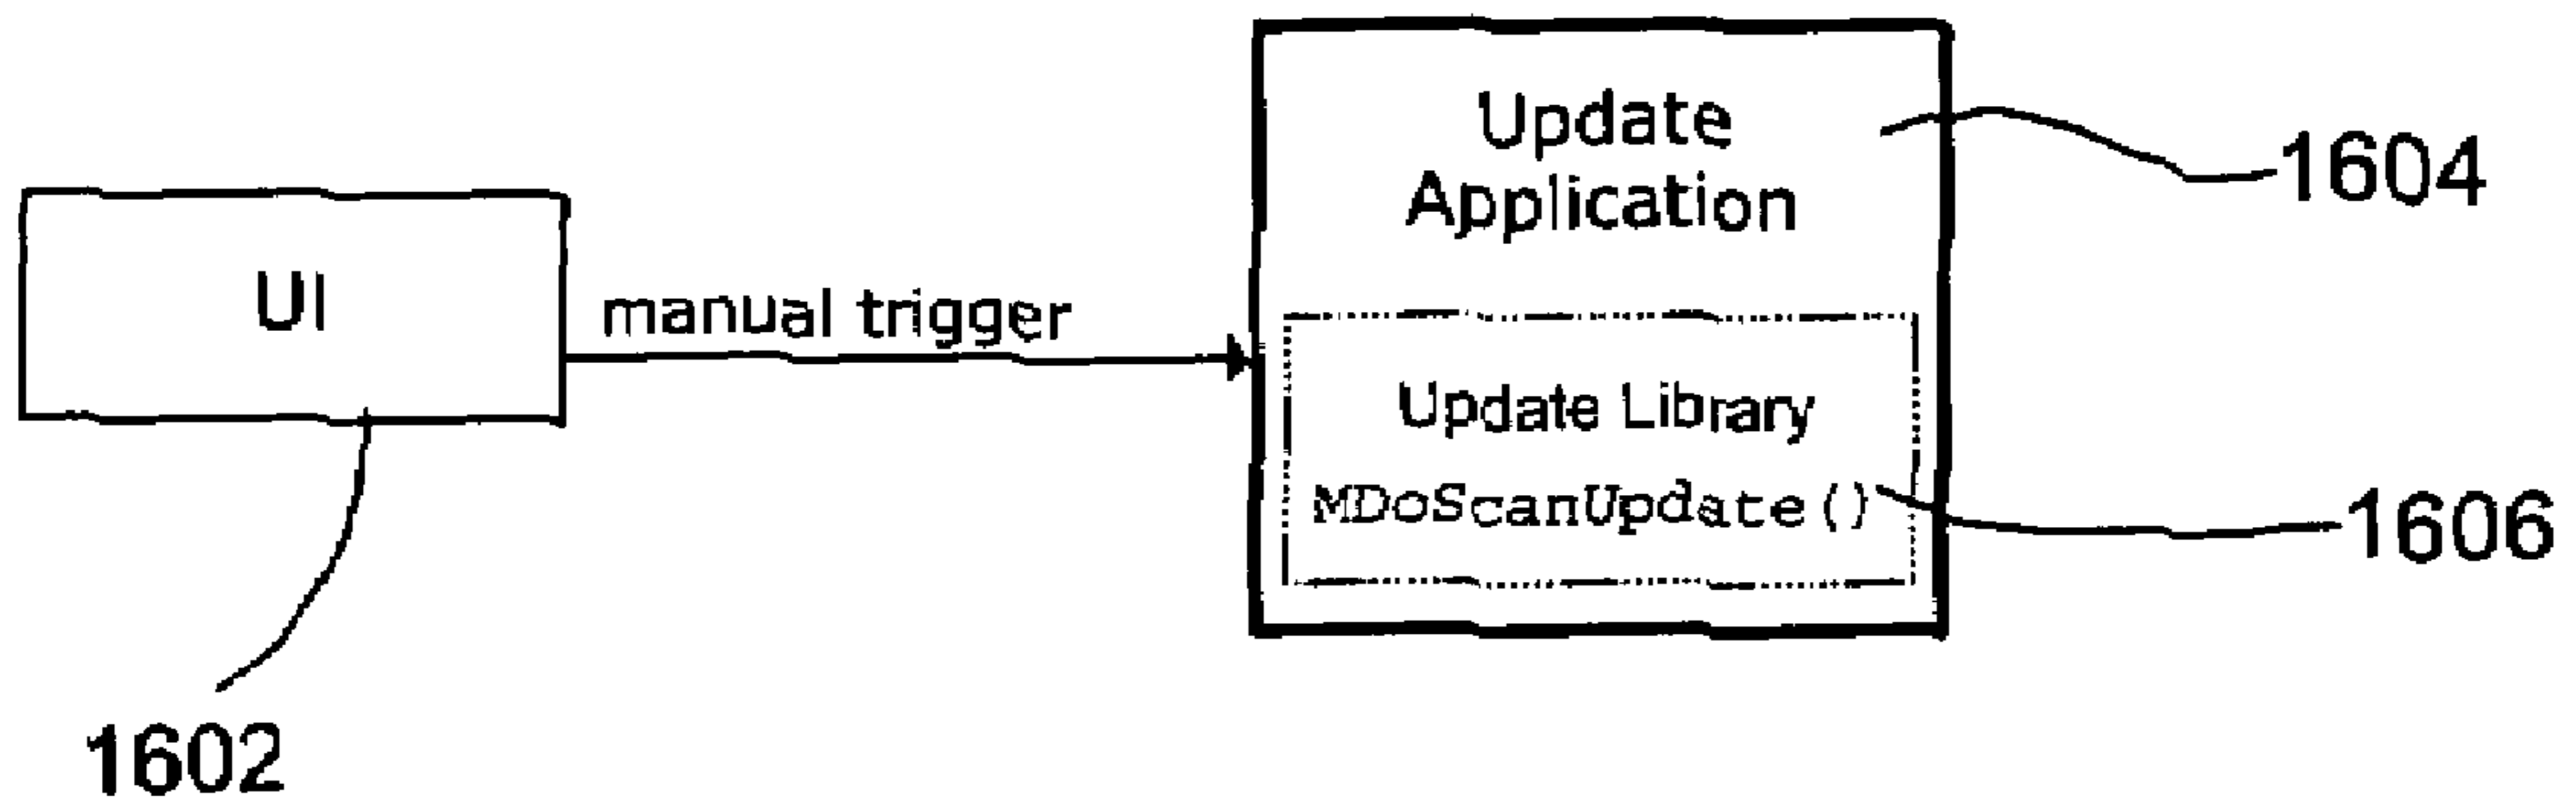 Update
Application
1604
UI
manual trigger
Update Library
MDoScanUpdate()
1606
1602